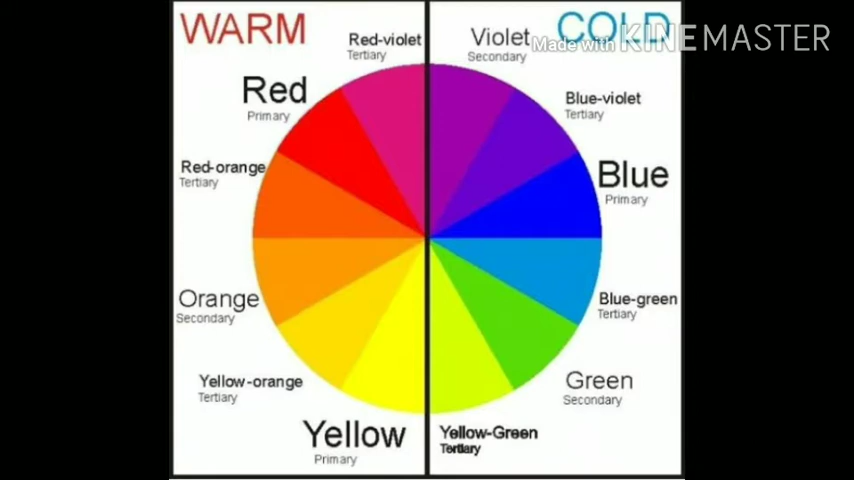 WARM
COLD
Made with KINEMASTER
Red-violet
Tertiary
Violet
Secondary
Red
Primary
Blue-violet
Tertiary
Red-orange
Tertiary
Blue
Primary
Orange
Secondary
Blue-green
Tertiary
Yellow-orange
Tertiary
Green
Secondary
Yellow
Primary
Yellow-Green
Tertiary